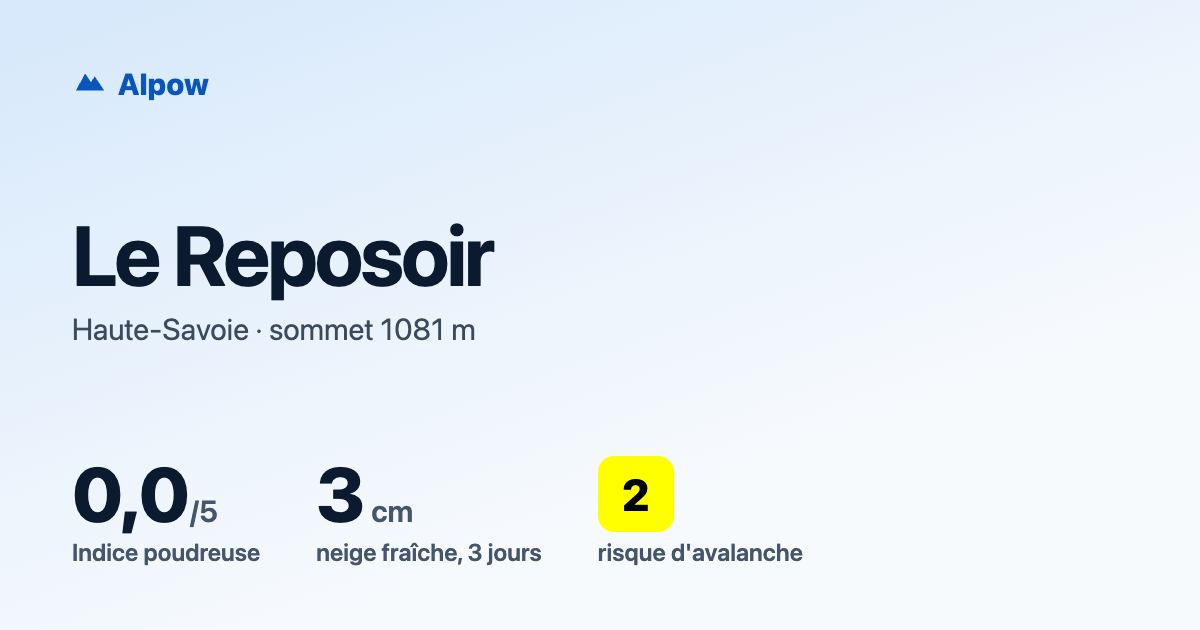 Alpow
Le Reposoir
Haute-Savoie · sommet 1081 m
0,0/5
Indice poudreuse
3 cm
neige fraîche, 3 jours
2
risque d'avalanche